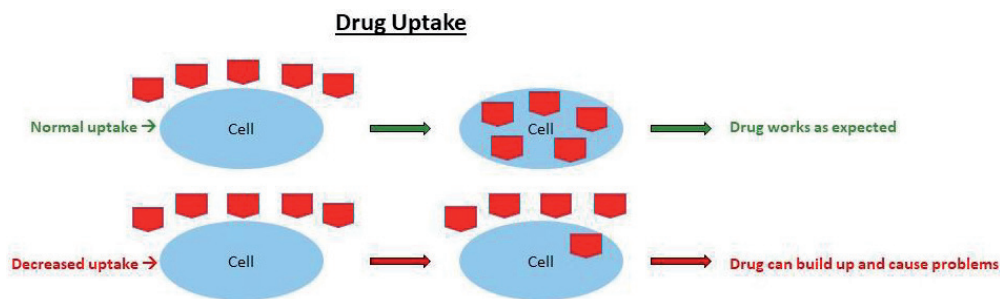 Drug Uptake
Normal uptake →
Cell
Cell
Drug works as expected
Decreased uptake →
Cell
Cell
Drug can build up and cause problems